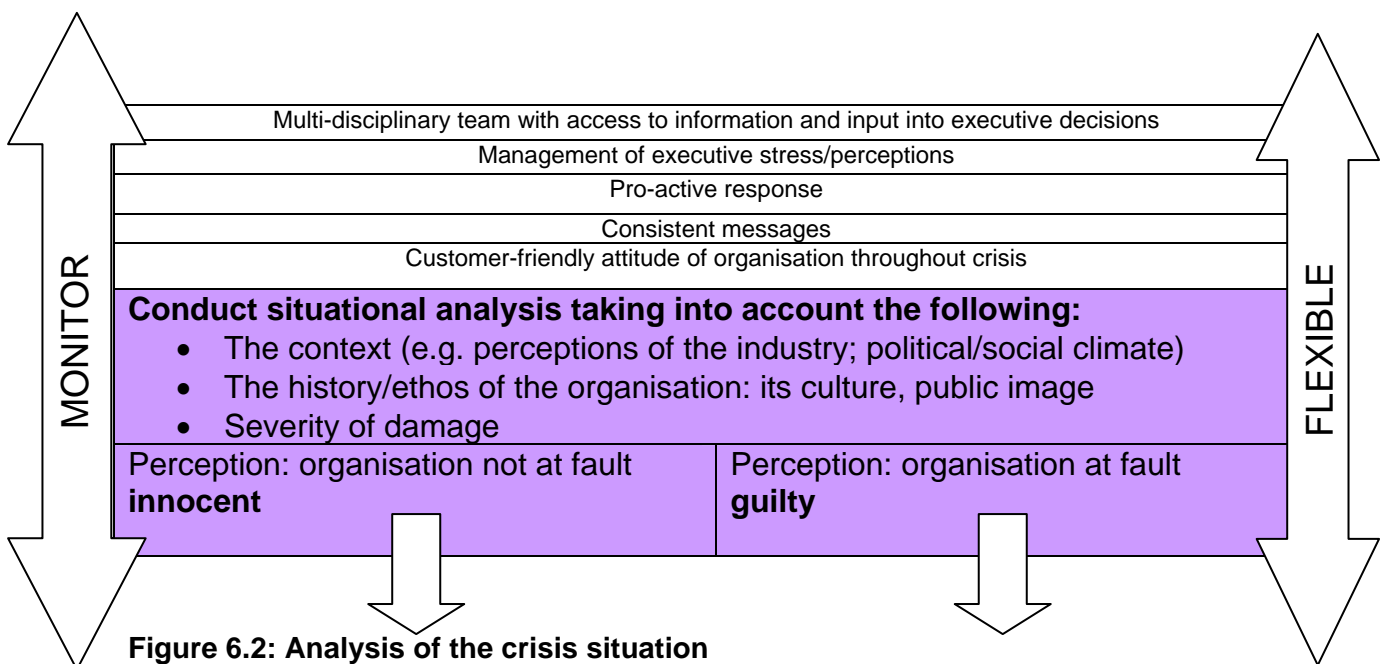 Multi-disciplinary team with access to information and input into executive decisions
Management of executive stress/perceptions
Pro-active response
Consistent messages
Customer-friendly attitude of organisation throughout crisis
MONITOR
FLEXIBLE
Conduct situational analysis taking into account the following:
• The context (e.g. perceptions of the industry; political/social climate)
• The history/ethos of the organisation: its culture, public image
• Severity of damage
Perception: organisation not at fault
innocent
Perception: organisation at fault
guilty
Figure 6.2: Analysis of the crisis situation